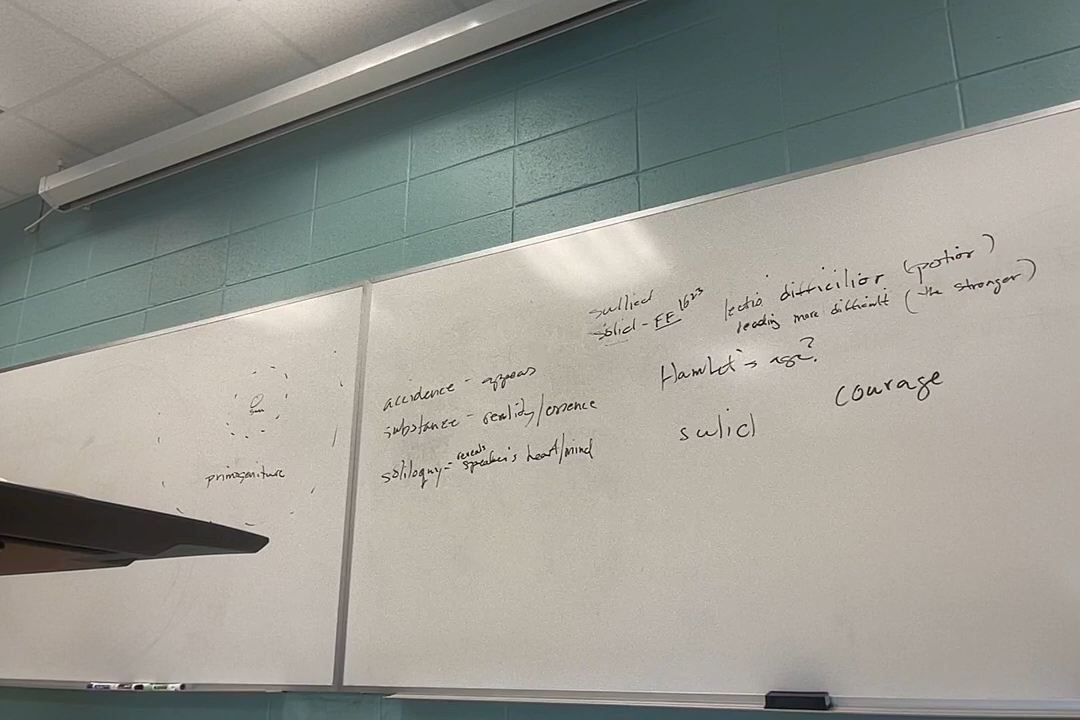 primogeniture
accidence - appears
substance - reality/essence
soliloquy = reveals speaker's heart/mind
sullied
solid - FF 1623
lectio difficilior (potior)
reading more difficult (the stronger)
Hamlet's age?
courage
sulid